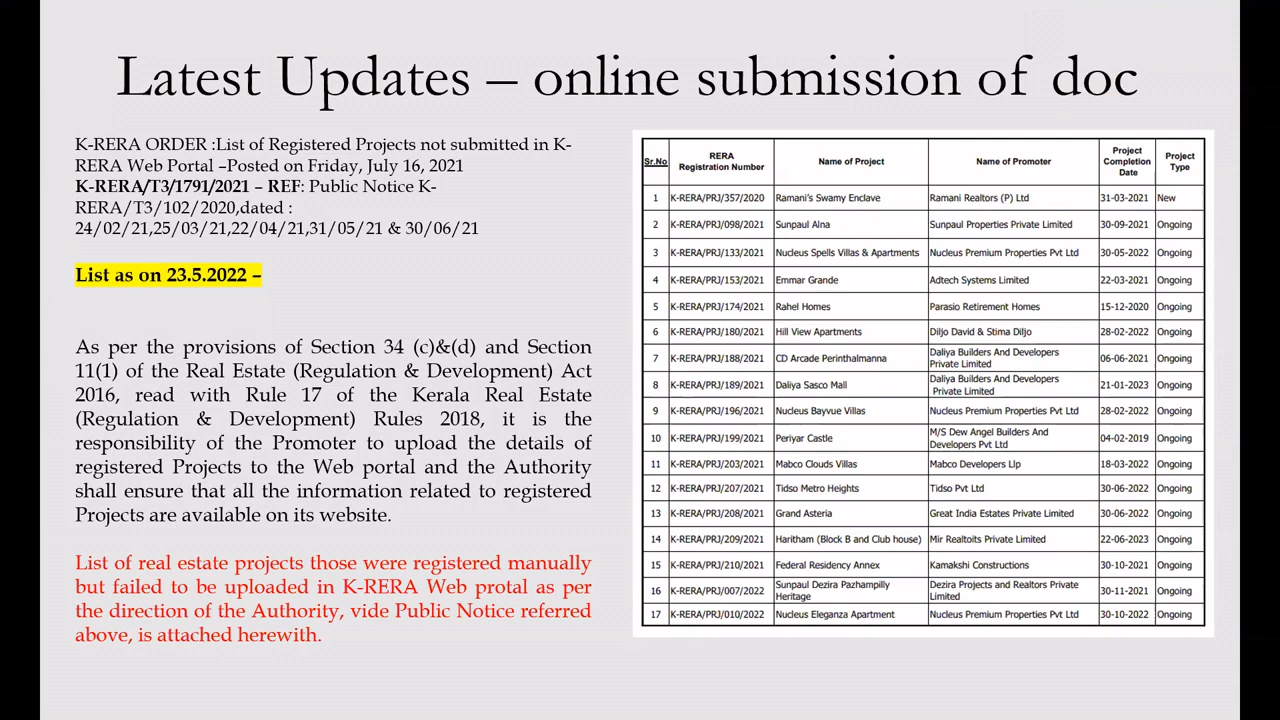 Latest Updates – online submission of doc
K-RERA ORDER :List of Registered Projects not submitted in K-
RERA Web Portal –Posted on Friday, July 16, 2021
K-RERA/T3/1791/2021 – REF: Public Notice K-
RERA/T3/102/2020,dated :
24/02/21,25/03/21,22/04/21,31/05/21 & 30/06/21
List as on 23.5.2022 –
As per the provisions of Section 34 (c)&(d) and Section
11(1) of the Real Estate (Regulation & Development) Act
2016, read with Rule 17 of the Kerala Real Estate
(Regulation & Development) Rules 2018, it is the
responsibility of the Promoter to upload the details of
registered Projects to the Web portal and the Authority
shall ensure that all the information related to registered
Projects are available on its website.
List of real estate projects those were registered manually
but failed to be uploaded in K-RERA Web protal as per
the direction of the Authority, vide Public Notice referred
above, is attached herewith.
Sr.No RERA Registration Number Name of Project Name of Promoter Project Completion Date Project Type
1 K-RERA/PRJ/357/2020 Ramani's Swamy Enclave Ramani Realtors (P) Ltd 31-03-2021 New
2 K-RERA/PRJ/098/2021 Sunpaul Alna Sunpaul Properties Private Limited 30-09-2021 Ongoing
3 K-RERA/PRJ/133/2021 Nucleus Spells Villas & Apartments Nucleus Premium Properties Pvt Ltd 30-05-2022 Ongoing
4 K-RERA/PRJ/153/2021 Emmar Grande Adtech Systems Limited 22-03-2021 Ongoing
5 K-RERA/PRJ/174/2021 Rahel Homes Parasio Retirement Homes 15-12-2020 Ongoing
6 K-RERA/PRJ/180/2021 Hill View Apartments Diljo David & Stima Diljo 28-02-2022 Ongoing
7 K-RERA/PRJ/188/2021 CD Arcade Perinthalmanna Daliya Builders And Developers Private Limited 06-06-2021 Ongoing
8 K-RERA/PRJ/189/2021 Daliya Sasco Mall Daliya Builders And Developers Private Limited 21-01-2023 Ongoing
9 K-RERA/PRJ/196/2021 Nucleus Bayvue Villas Nucleus Premium Properties Pvt Ltd 28-02-2022 Ongoing
10 K-RERA/PRJ/199/2021 Periyar Castle M/S Dew Angel Builders And Developers Pvt Ltd 04-02-2019 Ongoing
11 K-RERA/PRJ/203/2021 Mabco Clouds Villas Mabco Developers Llp 18-03-2022 Ongoing
12 K-RERA/PRJ/207/2021 Tidso Metro Heights Tidso Pvt Ltd 30-06-2022 Ongoing
13 K-RERA/PRJ/208/2021 Grand Asteria Great India Estates Private Limited 30-06-2022 Ongoing
14 K-RERA/PRJ/209/2021 Haritham (Block B and Club house) Mir Realtoits Private Limited 22-06-2023 Ongoing
15 K-RERA/PRJ/210/2021 Federal Residency Annex Kamakshi Constructions 30-10-2021 Ongoing
16 K-RERA/PRJ/007/2022 Sunpaul Dezira Pazhampilly Heritage Dezira Projects and Realtors Private Limited 30-11-2021 Ongoing
17 K-RERA/PRJ/010/2022 Nucleus Eleganza Apartment Nucleus Premium Properties Pvt Ltd 30-10-2022 Ongoing